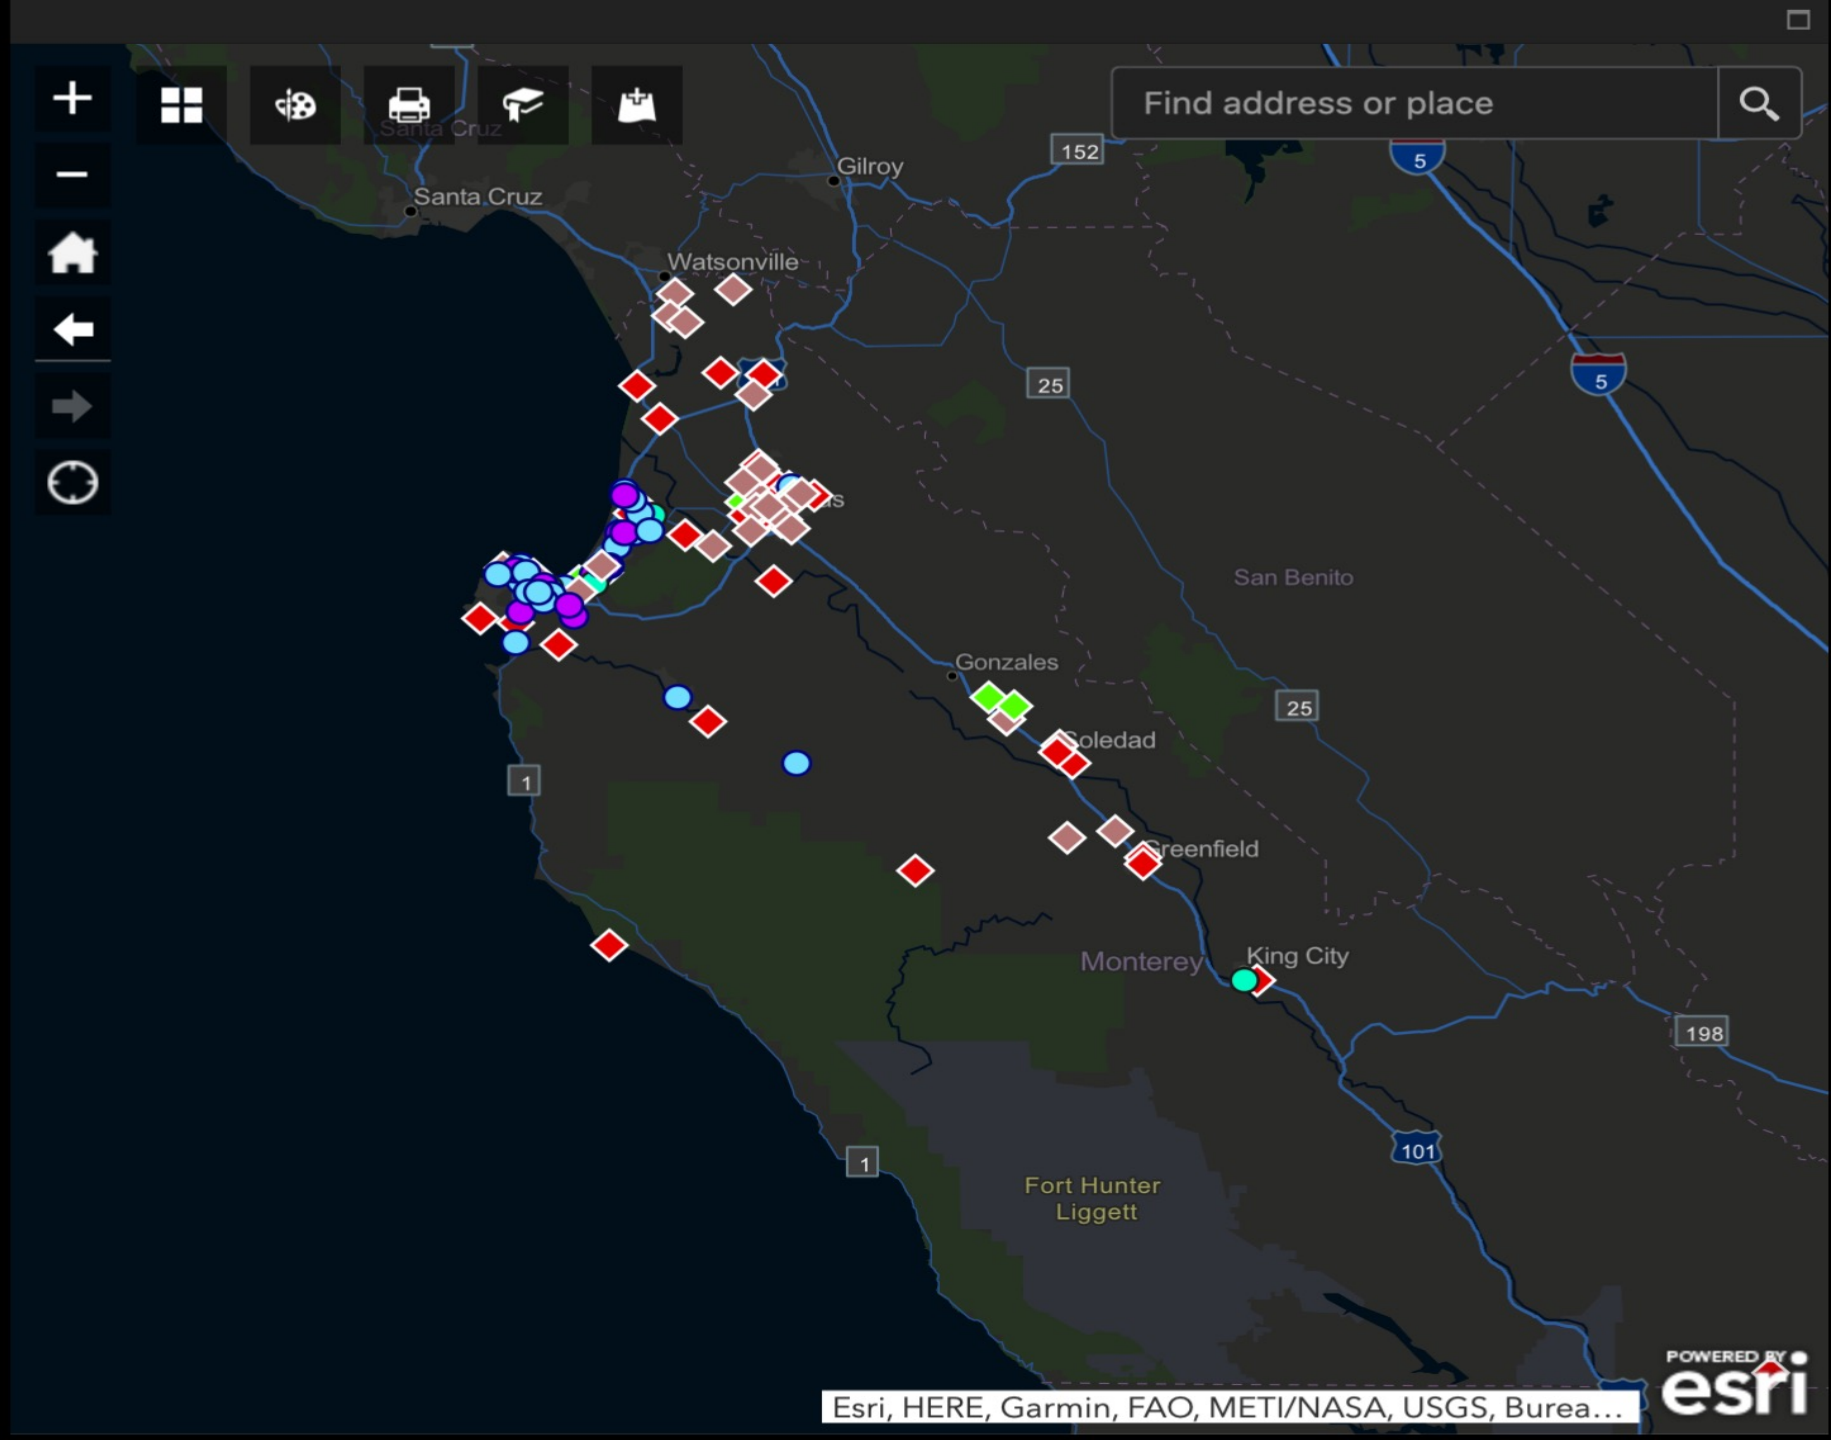 Find address or place
Santa Cruz
152
5
Gilroy
Santa Cruz
Watsonville
5
25
San Benito
Gonzales
25
Soledad
1
Greenfield
King City
Monterey
198
101
1
Fort Hunter
Liggett
POWERED BY
esri
Esri, HERE, Garmin, FAO, METI/NASA, USGS, Burea...